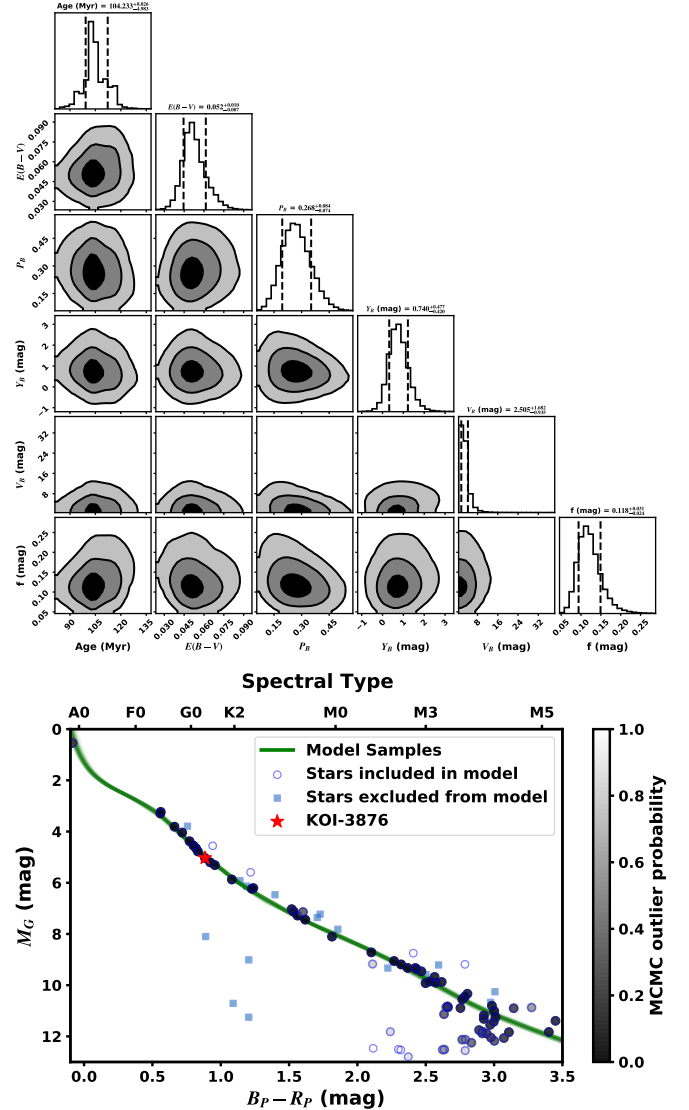 Age (Myr) = 104.233
E(B − V) = 0.052
0.090
0.075
0.060
0.045
0.030
E(B − V)
P_B = 0.268
0.45
0.30
0.15
P_B
Y_B (mag) = 0.740
3
2
1
0
−1
Y_B (mag)
V_B (mag) = 2.505
32
24
16
8
V_B (mag)
f (mag) = 0.118
0.25
0.20
0.15
0.10
0.05
f (mag)
90 105 120 135 0.030 0.045 0.060 0.075 0.090 0.15 0.30 0.45 −1 0 1 2 3 8 16 24 32 0.05 0.10 0.15 0.20 0.25
Age (Myr) E(B − V) P_B Y_B (mag) V_B (mag) f (mag)
Spectral Type
A0 F0 G0 K2 M0 M3 M5
Model Samples
Stars included in model
Stars excluded from model
KOI-3876
0
2
4
6
8
10
12
M_G (mag)
0.0 0.5 1.0 1.5 2.0 2.5 3.0 3.5
B_P − R_P (mag)
1.0
0.8
0.6
0.4
0.2
0.0
MCMC outlier probability